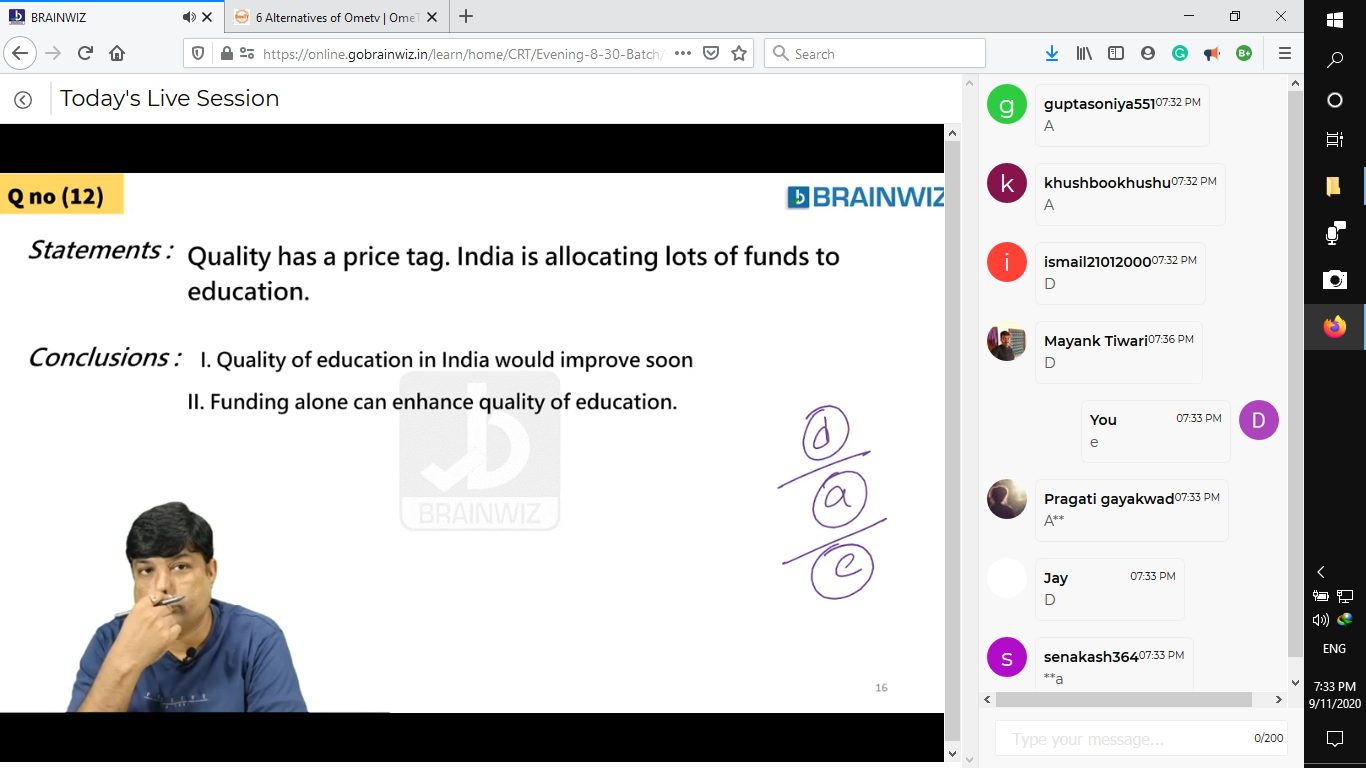 BRAINWIZ
6 Alternatives of Ometv | OmeT
https://online.gobrainwiz.in/learn/home/CRT/Evening-8-30-Batch/
Search
Today's Live Session
Q no (12)
BRAINWIZ
Statements : Quality has a price tag. India is allocating lots of funds to
education.
Conclusions : I. Quality of education in India would improve soon
II. Funding alone can enhance quality of education.
BRAINWIZ
d
a
e
16
g
guptasoniya551 07:32 PM
A
k
khushbookhushu 07:32 PM
A
i
ismail21012000 07:32 PM
D
Mayank Tiwari 07:36 PM
D
You 07:33 PM
e
D
Pragati gayakwad 07:33 PM
A**
Jay 07:33 PM
D
s
senakash364 07:33 PM
**a
Type your message... 0/200
ENG
7:33 PM
9/11/2020